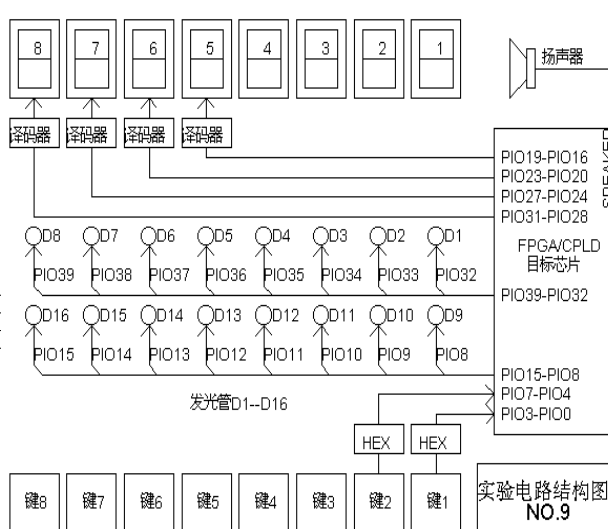 8 7 6 5 4 3 2 1
扬声器
译码器 译码器 译码器 译码器
SPEAKER
PIO19-PIO16
PIO23-PIO20
PIO27-PIO24
PIO31-PIO28
D8 D7 D6 D5 D4 D3 D2 D1
FPGA/CPLD
目标芯片
PIO39 PIO38 PIO37 PIO36 PIO35 PIO34 PIO33 PIO32
PIO39-PIO32
D16 D15 D14 D13 D12 D11 D10 D9
PIO15 PIO14 PIO13 PIO12 PIO11 PIO10 PIO9 PIO8
PIO15-PIO8
PIO7-PIO4
发光管D1--D16
PIO3-PIO0
HEX HEX
键8 键7 键6 键5 键4 键3 键2 键1
实验电路结构图
NO.9